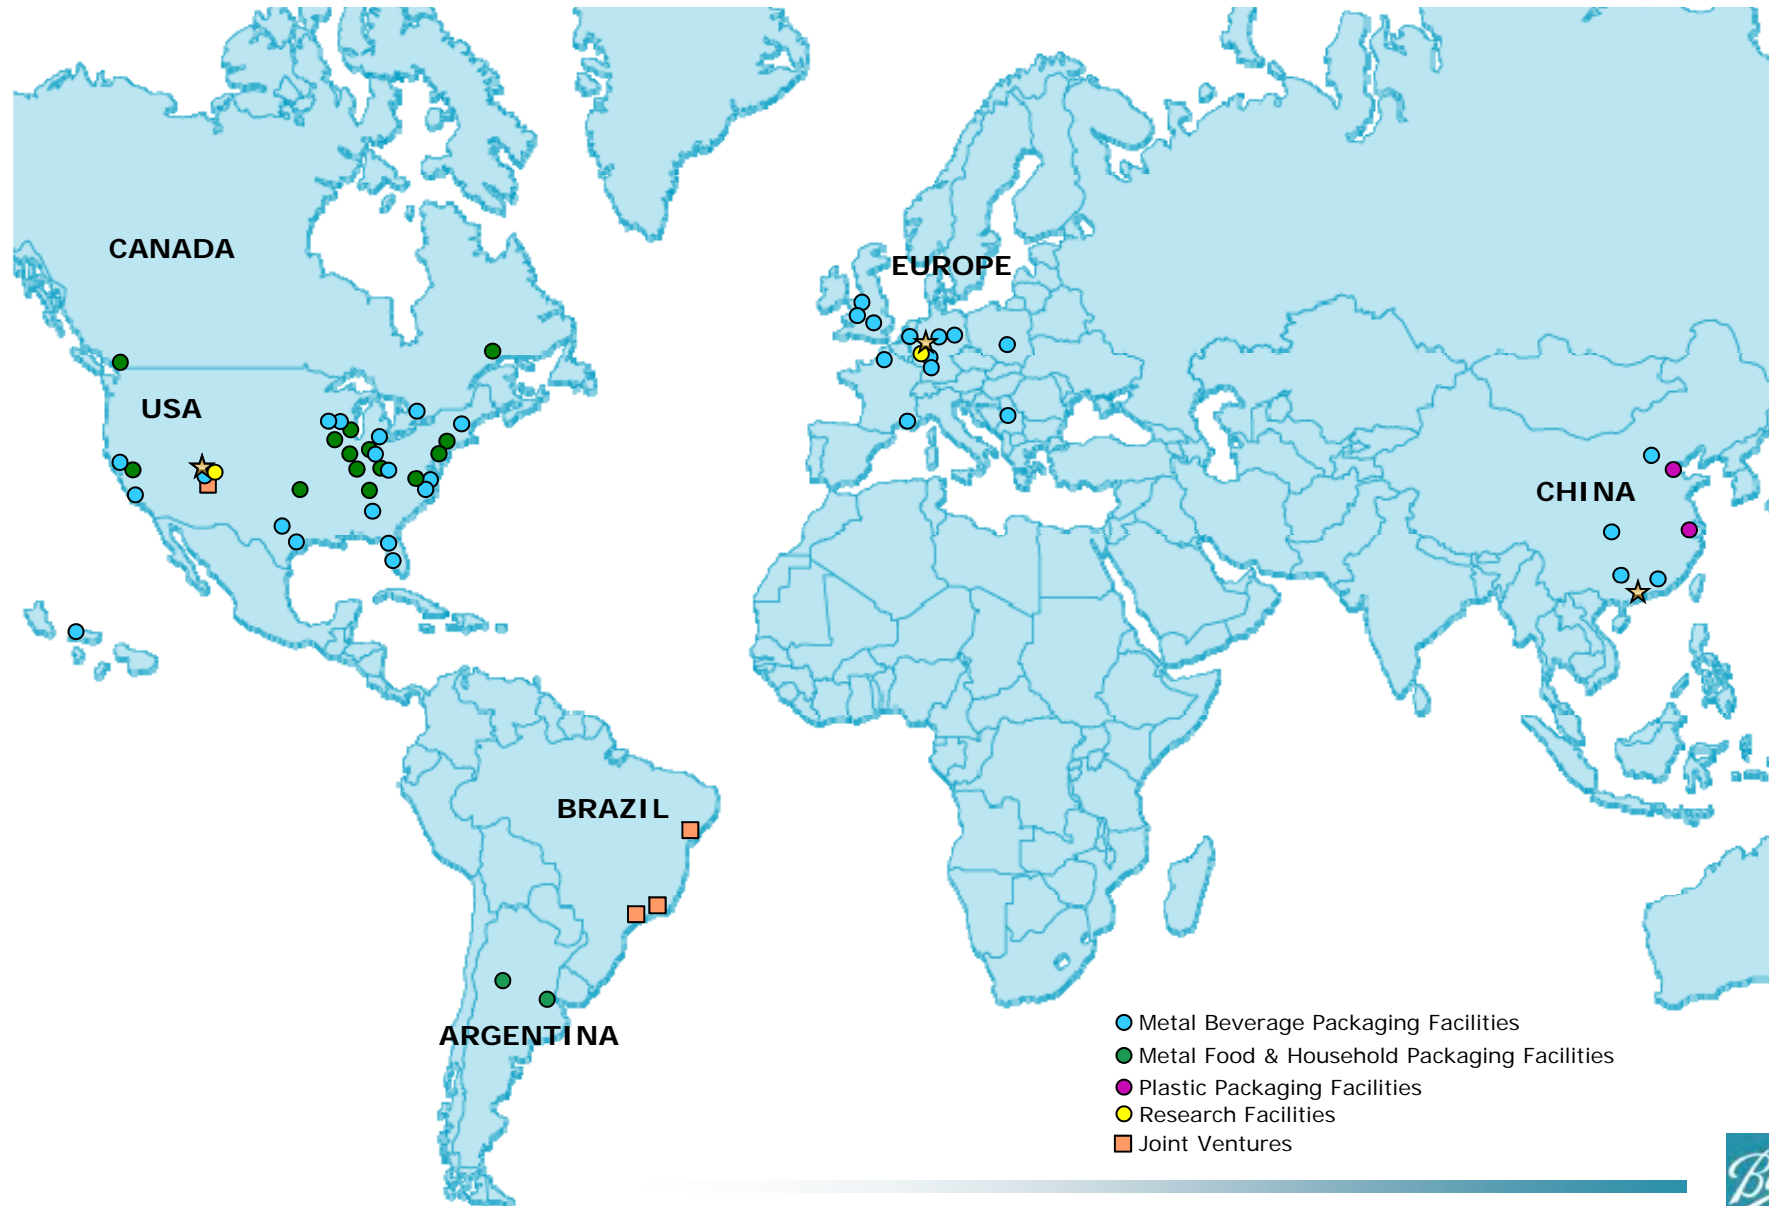 CANADA
EUROPE
USA
CHINA
BRAZIL
ARGENTINA
Metal Beverage Packaging Facilities
Metal Food & Household Packaging Facilities
Plastic Packaging Facilities
Research Facilities
Joint Ventures